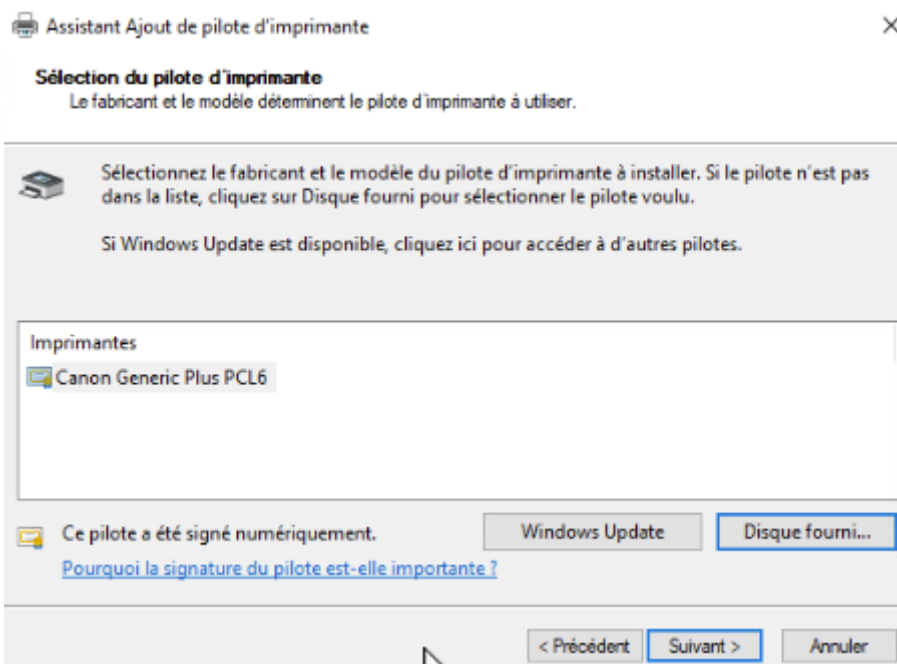 Assistant Ajout de pilote d'imprimante
Sélection du pilote d'imprimante
Le fabricant et le modèle déterminent le pilote d'imprimante à utiliser.
Sélectionnez le fabricant et le modèle du pilote d'imprimante à installer. Si le pilote n'est pas
dans la liste, cliquez sur Disque fourni pour sélectionner le pilote voulu.
Si Windows Update est disponible, cliquez ici pour accéder à d'autres pilotes.
Imprimantes
Canon Generic Plus PCL6
Ce pilote a été signé numériquement.
Windows Update
Disque fourni...
Pourquoi la signature du pilote est-elle importante ?
< Précédent
Suivant >
Annuler